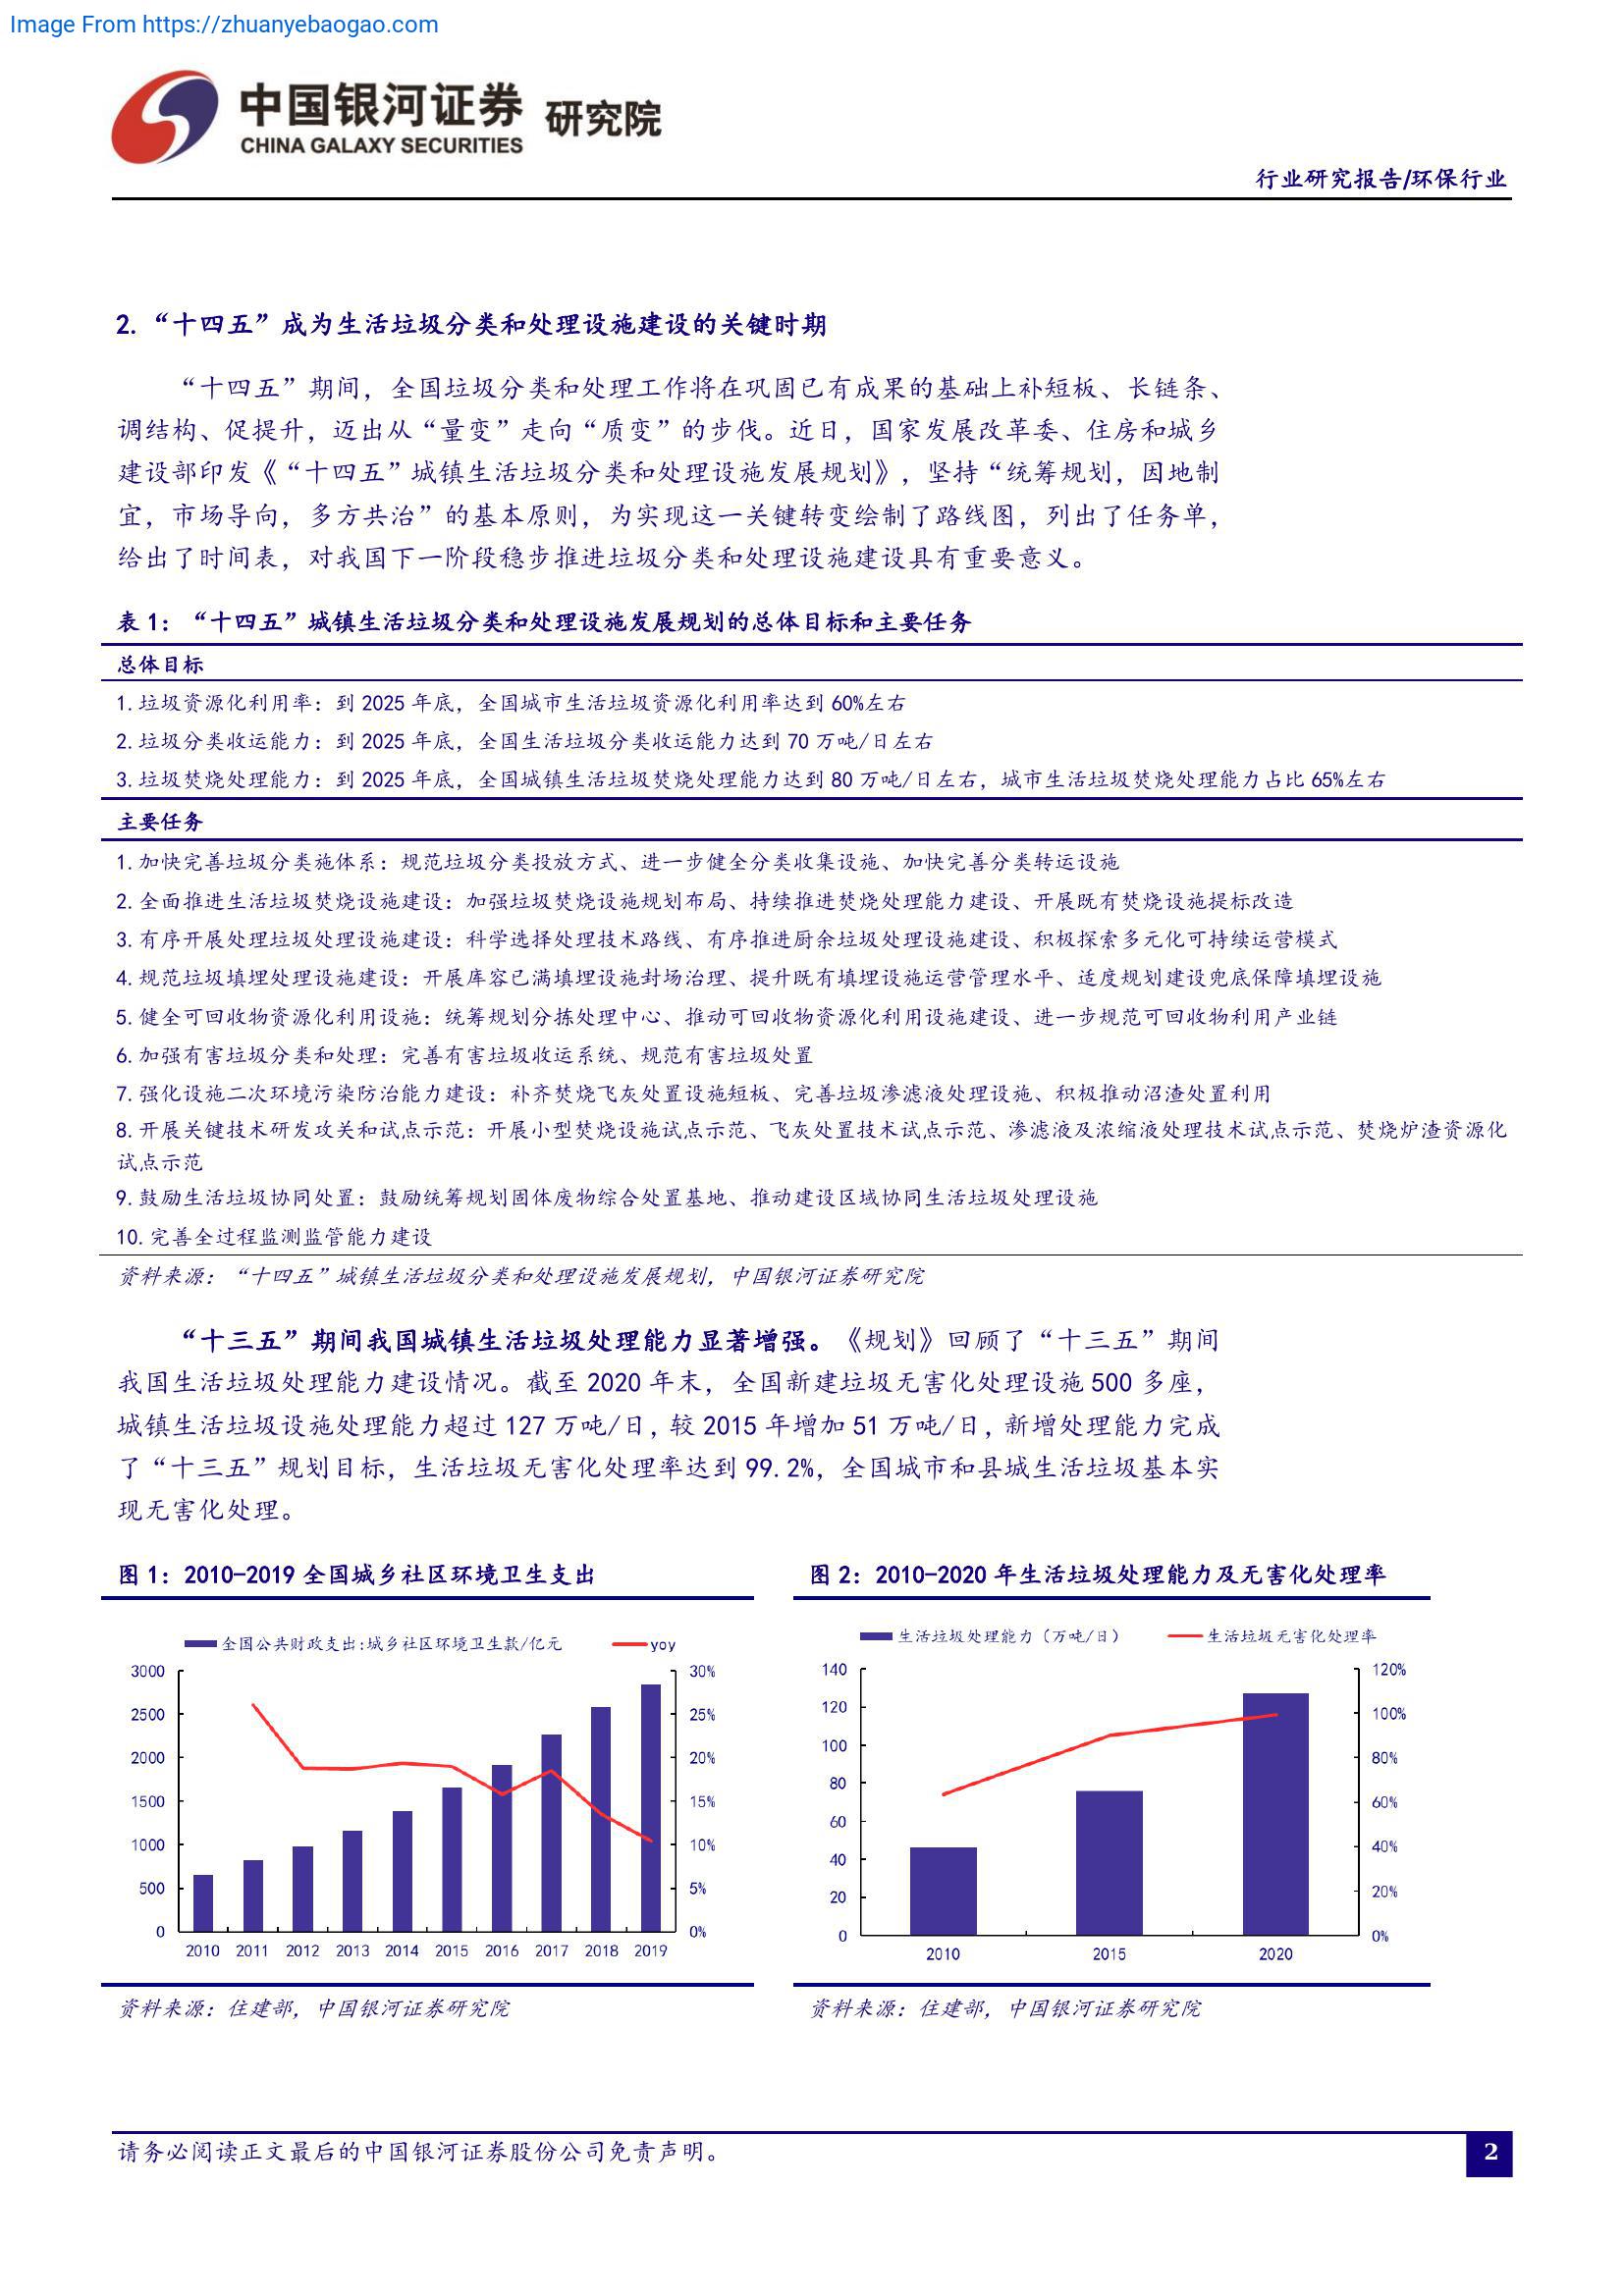 Image From https://zhuanyebaogao.com
中国银河证券 研究院
CHINA GALAXY SECURITIES
行业研究报告/环保行业
2. “十四五”成为生活垃圾分类和处理设施建设的关键时期
“十四五”期间，全国垃圾分类和处理工作将在巩固已有成果的基础上补短板、长链条、
调结构、促提升，迈出从“量变”走向“质变”的步伐。近日，国家发展改革委、住房和城乡
建设部印发《“十四五”城镇生活垃圾分类和处理设施发展规划》，坚持“统筹规划，因地制
宜，市场导向，多方共治”的基本原则，为实现这一关键转变绘制了路线图，列出了任务单，
给出了时间表，对我国下一阶段稳步推进垃圾分类和处理设施建设具有重要意义。
表 1：“十四五”城镇生活垃圾分类和处理设施发展规划的总体目标和主要任务
总体目标
1.垃圾资源化利用率：到 2025 年底，全国城市生活垃圾资源化利用率达到 60%左右
2.垃圾分类收运能力：到 2025 年底，全国生活垃圾分类收运能力达到 70 万吨/日左右
3.垃圾焚烧处理能力：到 2025 年底，全国城镇生活垃圾焚烧处理能力达到 80 万吨/日左右，城市生活垃圾焚烧处理能力占比 65%左右
主要任务
1.加快完善垃圾分类施体系：规范垃圾分类投放方式、进一步健全分类收集设施、加快完善分类转运设施
2.全面推进生活垃圾焚烧设施建设：加强垃圾焚烧设施规划布局、持续推进焚烧处理能力建设、开展既有焚烧设施提标改造
3.有序开展处理垃圾处理设施建设：科学选择处理技术路线、有序推进厨余垃圾处理设施建设、积极探索多元化可持续运营模式
4.规范垃圾填埋处理设施建设：开展库容已满填埋设施封场治理、提升既有填埋设施运营管理水平、适度规划建设兜底保障填埋设施
5.健全可回收物资源化利用设施：统筹规划分拣处理中心、推动可回收物资源化利用设施建设、进一步规范可回收物利用产业链
6.加强有害垃圾分类和处理：完善有害垃圾收运系统、规范有害垃圾处置
7.强化设施二次环境污染防治能力建设：补齐焚烧飞灰处置设施短板、完善垃圾渗滤液处理设施、积极推动沼渣处置利用
8.开展关键技术研发攻关和试点示范：开展小型焚烧设施试点示范、飞灰处置技术试点示范、渗滤液及浓缩液处理技术试点示范、焚烧炉渣资源化
试点示范
9.鼓励生活垃圾协同处置：鼓励统筹规划固体废物综合处置基地、推动建设区域协同生活垃圾处理设施
10.完善全过程监测监管能力建设
资料来源：“十四五”城镇生活垃圾分类和处理设施发展规划，中国银河证券研究院
“十三五”期间我国城镇生活垃圾处理能力显著增强。《规划》回顾了“十三五”期间
我国生活垃圾处理能力建设情况。截至 2020 年末，全国新建垃圾无害化处理设施 500 多座，
城镇生活垃圾设施处理能力超过 127 万吨/日，较 2015 年增加 51 万吨/日，新增处理能力完成
了“十三五”规划目标，生活垃圾无害化处理率达到 99.2%，全国城市和县城生活垃圾基本实
现无害化处理。
图 1：2010-2019 全国城乡社区环境卫生支出
全国公共财政支出:城乡社区环境卫生款/亿元 yoy
3000 30%
2500 25%
2000 20%
1500 15%
1000 10%
500 5%
0 0%
2010 2011 2012 2013 2014 2015 2016 2017 2018 2019
资料来源：住建部，中国银河证券研究院
图 2：2010-2020 年生活垃圾处理能力及无害化处理率
生活垃圾处理能力（万吨/日） 生活垃圾无害化处理率
140 120%
120 100%
100 80%
80 60%
60 40%
40 20%
20 0%
0
2010 2015 2020
资料来源：住建部，中国银河证券研究院
请务必阅读正文最后的中国银河证券股份公司免责声明。
2